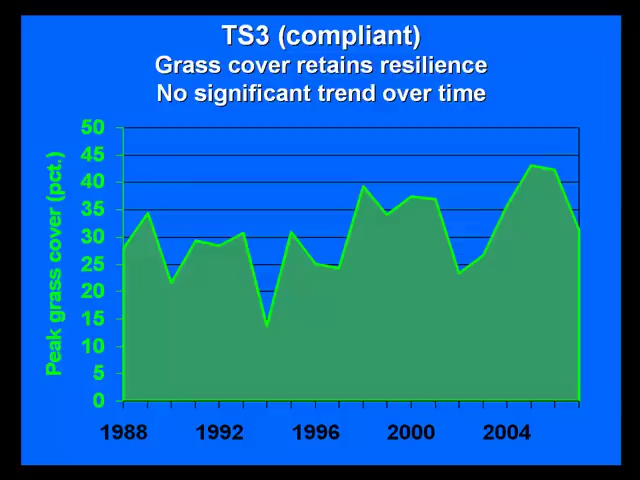 TS3 (compliant)
Grass cover retains resilience
No significant trend over time
Peak grass cover (pct.)
50
45
40
35
30
25
20
15
10
5
0
1988 1992 1996 2000 2004